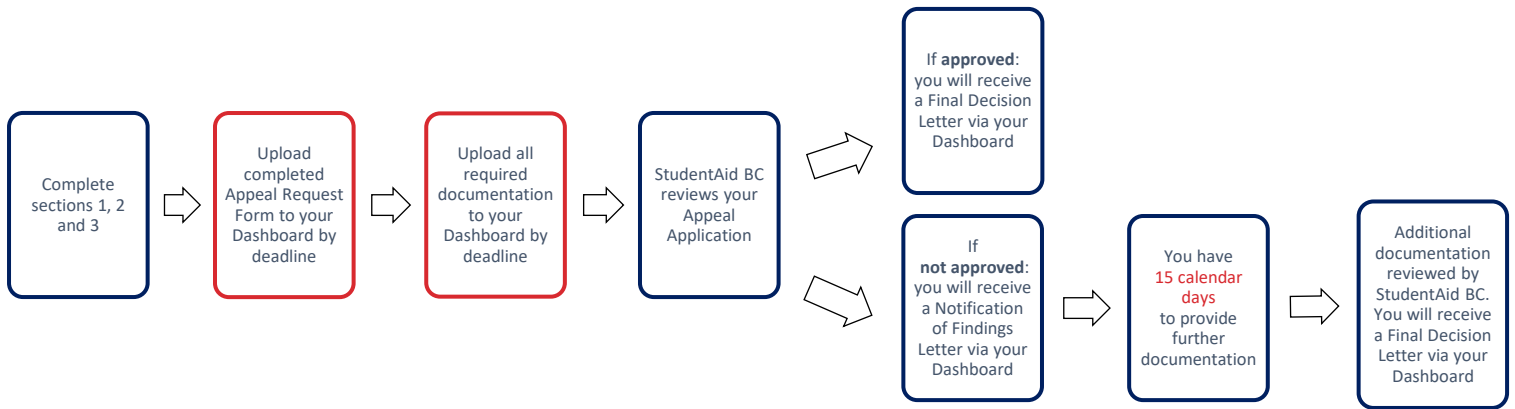 Complete
sections 1, 2
and 3
Upload
completed
Appeal Request
Form to your
Dashboard by
deadline
Upload all
required
documentation
to your
Dashboard by
deadline
StudentAid BC
reviews your
Appeal
Application
If approved:
you will receive
a Final Decision
Letter via your
Dashboard
If
not approved:
you will receive
a Notification
of Findings
Letter via your
Dashboard
You have
15 calendar
days
to provide
further
documentation
Additional
documentation
reviewed by
StudentAid BC.
You will receive
a Final Decision
Letter via your
Dashboard